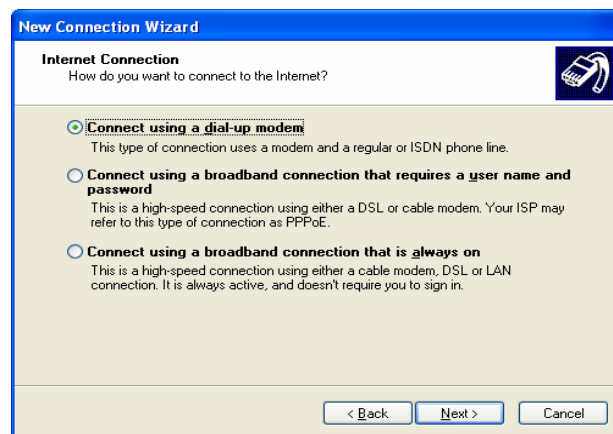 New Connection Wizard
Internet Connection
How do you want to connect to the Internet?
Connect using a dial-up modem
This type of connection uses a modem and a regular or ISDN phone line.
Connect using a broadband connection that requires a user name and
password
This is a high-speed connection using either a DSL or cable modem. Your ISP may
refer to this type of connection as PPPoE.
Connect using a broadband connection that is always on
This is a high-speed connection using either a cable modem, DSL or LAN
connection. It is always active, and doesn't require you to sign in.
< Back
Next >
Cancel